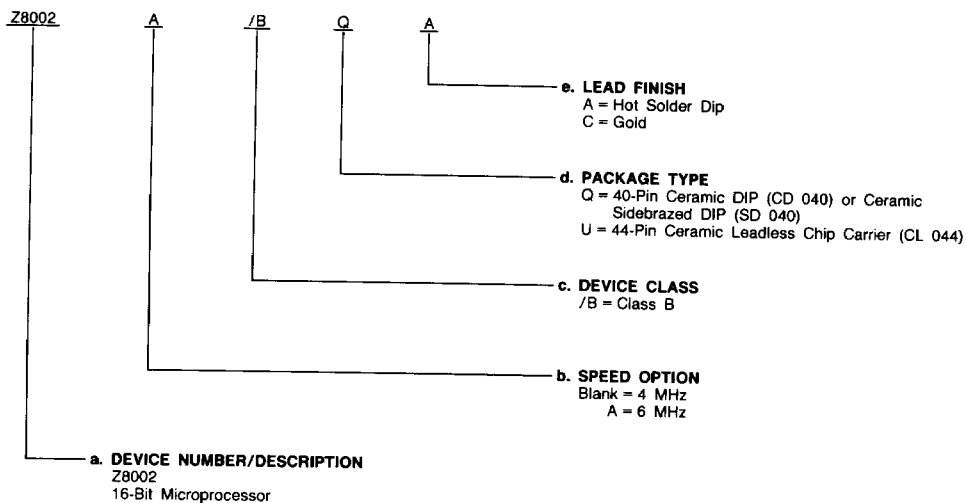 Z8002 A /B Q A
e. LEAD FINISH
A = Hot Solder Dip
C = Gold
d. PACKAGE TYPE
Q = 40-Pin Ceramic DIP (CD 040) or Ceramic
Sidebrazed DIP (SD 040)
U = 44-Pin Ceramic Leadless Chip Carrier (CL 044)
c. DEVICE CLASS
/B = Class B
b. SPEED OPTION
Blank = 4 MHz
A = 6 MHz
a. DEVICE NUMBER/DESCRIPTION
Z8002
16-Bit Microprocessor